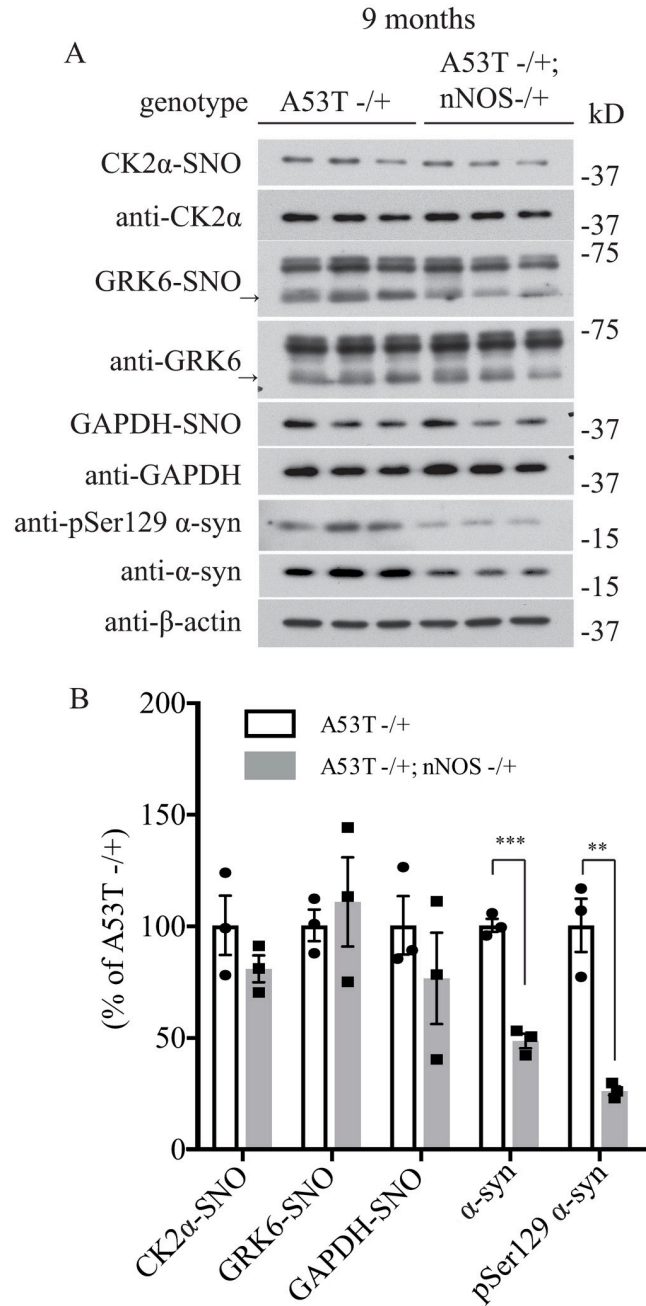 9 months
A
genotype A53T -/+ A53T -/+;
nNOS-/+ kD
CK2α-SNO -37
anti-CK2α -37
GRK6-SNO → -75
anti-GRK6 → -75
GAPDH-SNO -37
anti-GAPDH -37
anti-pSer129 α-syn -15
anti-α-syn -15
anti-β-actin -37
B
(% of A53T -/+)
200
150
100
50
0
A53T -/+
A53T -/+; nNOS -/+
***
**
CK2α-SNO
GRK6-SNO
GAPDH-SNO
α-syn
pSer129 α-syn